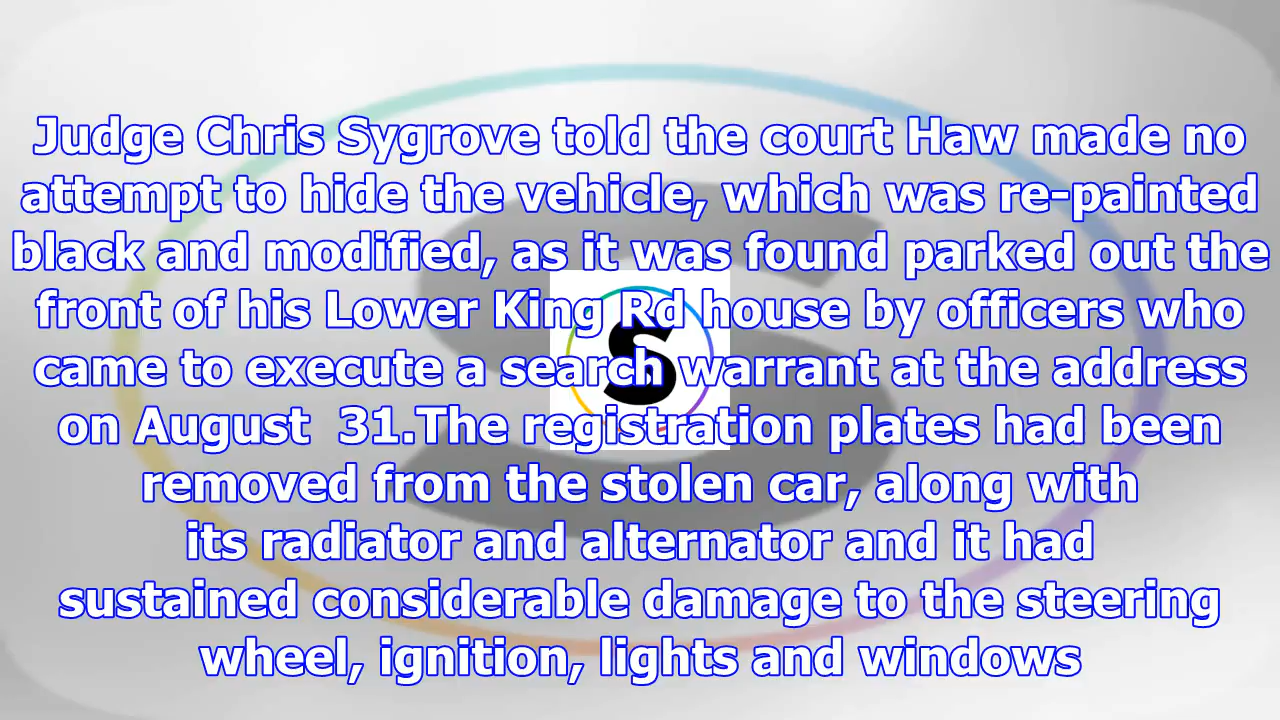 Judge Chris Sygrove told the court Haw made no
attempt to hide the vehicle, which was re-painted
black and modified, as it was found parked out the
front of his Lower King Rd house by officers who
came to execute a search warrant at the address
on August  31.The registration plates had been
removed from the stolen car, along with
its radiator and alternator and it had
sustained considerable damage to the steering
wheel, ignition, lights and windows